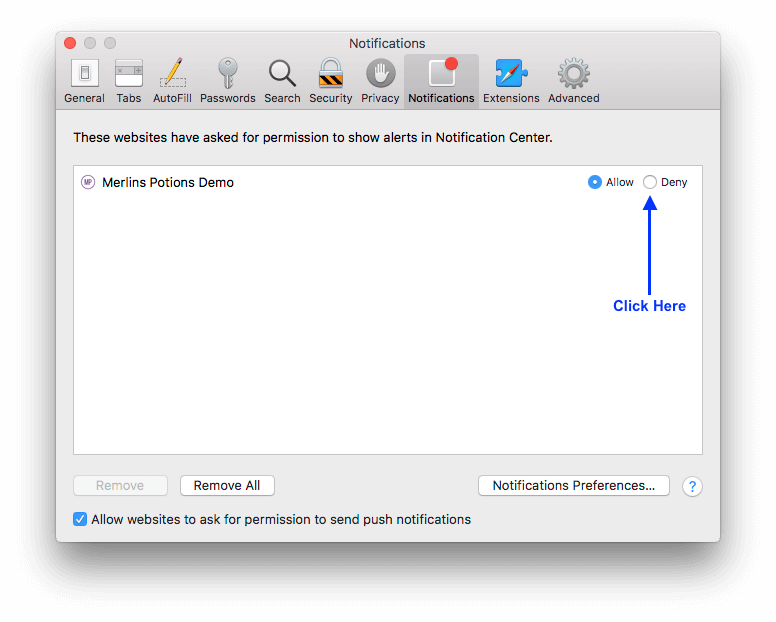 Notifications
General Tabs AutoFill Passwords Search Security Privacy Notifications Extensions Advanced
These websites have asked for permission to show alerts in Notification Center.
MP Merlins Potions Demo Allow Deny
Click Here
Remove Remove All Notifications Preferences... ?
Allow websites to ask for permission to send push notifications